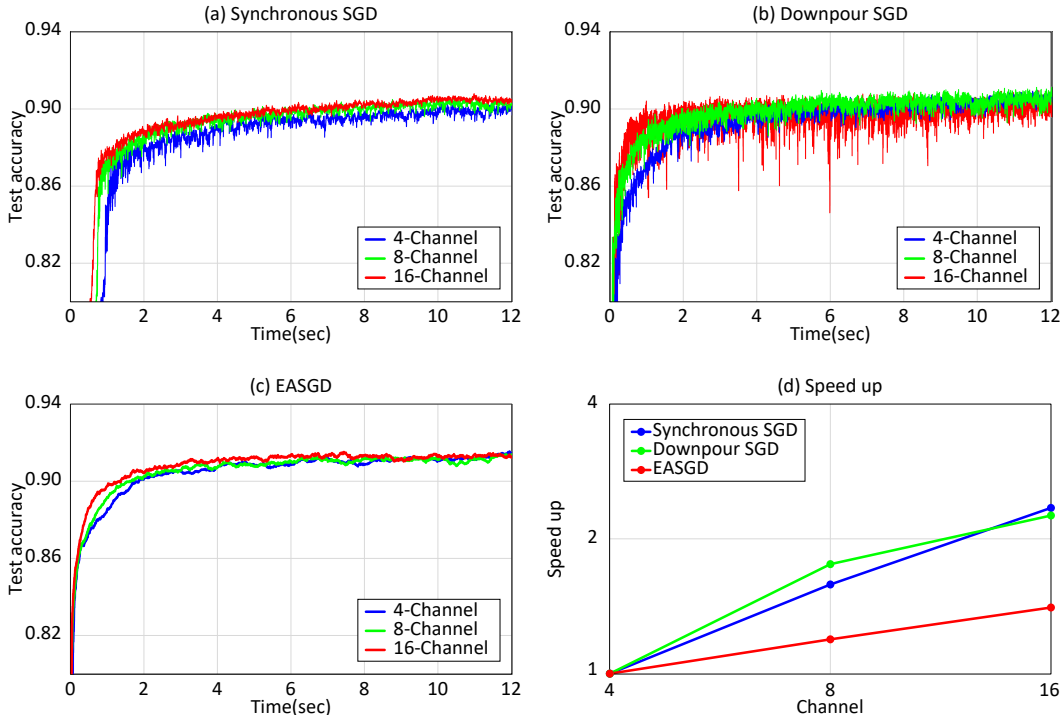 (a) Synchronous SGD
0.94
0.90
0.86
0.82
Test accuracy
4-Channel
8-Channel
16-Channel
0 2 4 6 8 10 12
Time(sec)
(b) Downpour SGD
0.94
0.90
0.86
0.82
Test accuracy
4-Channel
8-Channel
16-Channel
0 2 4 6 8 10 12
Time(sec)
(c) EASGD
0.94
0.90
0.86
0.82
Test accuracy
4-Channel
8-Channel
16-Channel
0 2 4 6 8 10 12
Time(sec)
(d) Speed up
4
2
1
Speed up
Synchronous SGD
Downpour SGD
EASGD
4 8 16
Channel